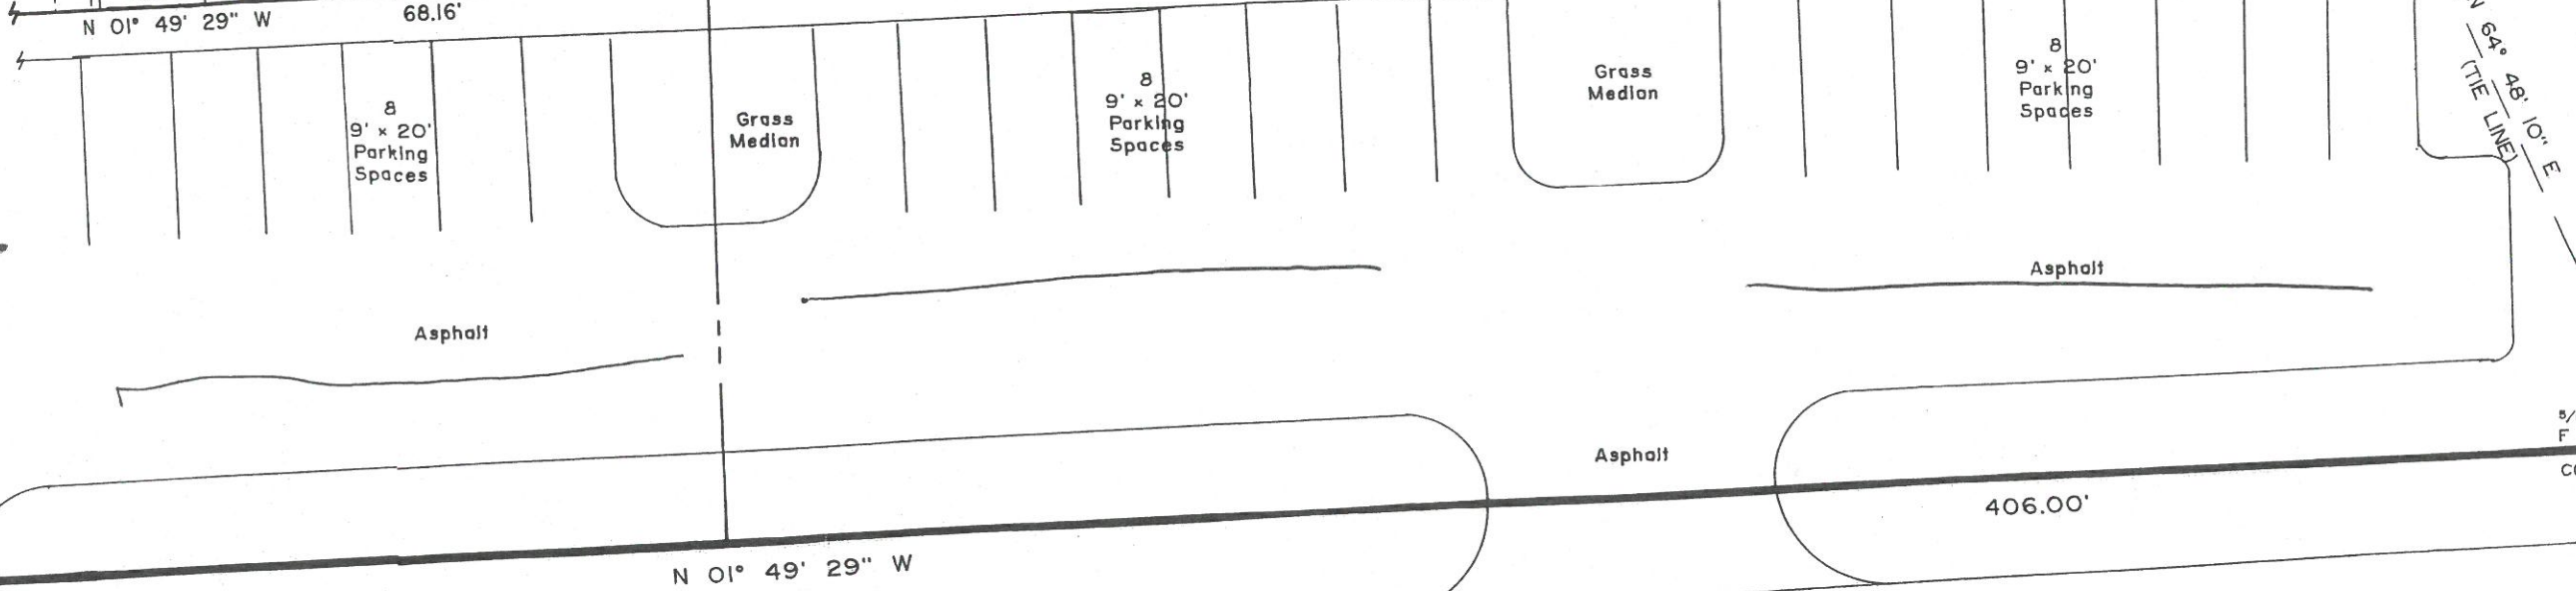 N 01° 49' 29" W
68.16'
8
9' x 20'
Parking
Spaces
Grass
Median
8
9' x 20'
Parking
Spaces
Grass
Median
8
9' x 20'
Parking
Spaces
N 64° 48' 10" E
(TIE LINE)
Asphalt
Asphalt
Asphalt
5/
F
406.00'
N 01° 49' 29" W